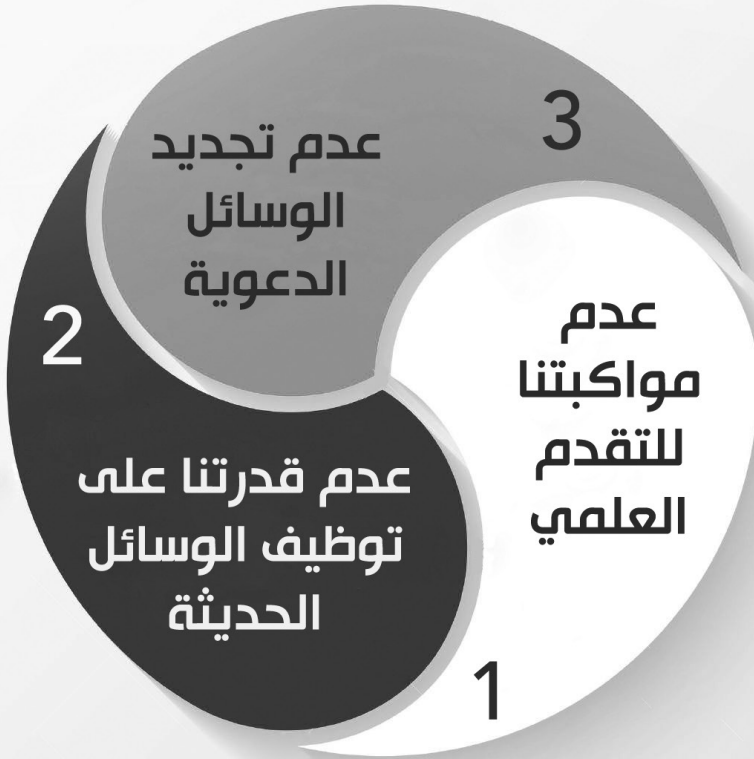 1
عدم
مواكبتنا
للتقدم
العلمي
2
عدم قدرتنا على
توظيف الوسائل
الحديثة
3
عدم تجديد
الوسائل
الدعوية